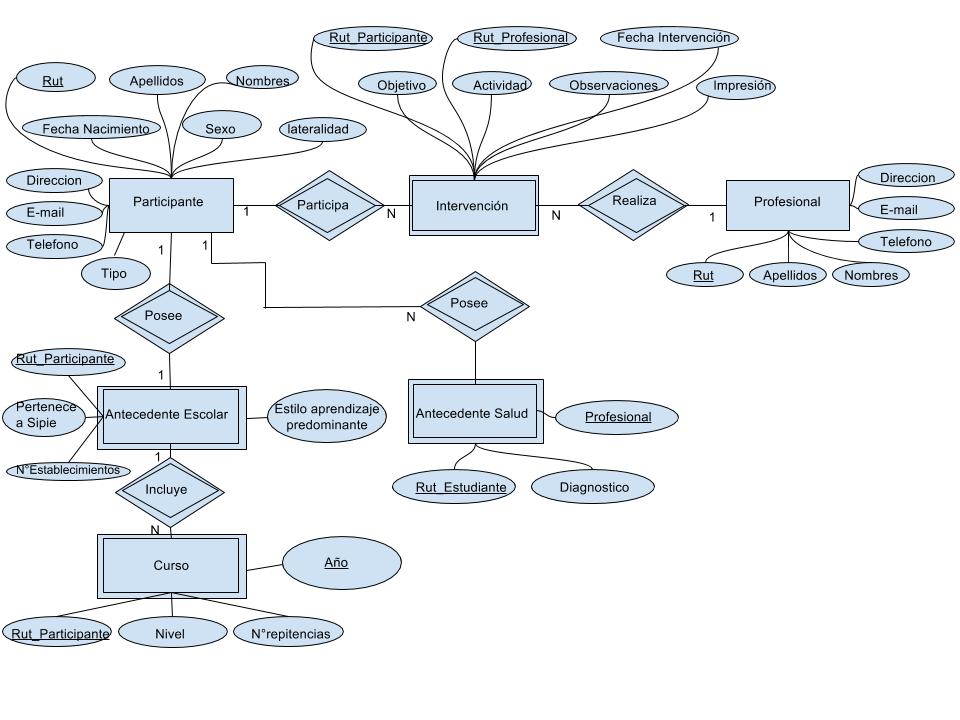 Rut_Participante
Rut_Profesional
Fecha Intervención
Rut
Apellidos
Nombres
Objetivo
Actividad
Observaciones
Impresión
Fecha Nacimiento
Sexo
lateralidad
Direccion
E-mail
Telefono
Tipo
Participante
1
Participa
N
Intervención
N
Realiza
1
Profesional
Direccion
E-mail
Telefono
Rut
Apellidos
Nombres
1
1
Posee
N
Posee
1
Rut_Participante
Pertenece
a Sipie
N°Establecimientos
Antecedente Escolar
Estilo aprendizaje
predominante
Antecedente Salud
Profesional
Rut_Estudiante
Diagnostico
1
Incluye
N
Curso
Año
Rut_Participante
Nivel
N°repitencias